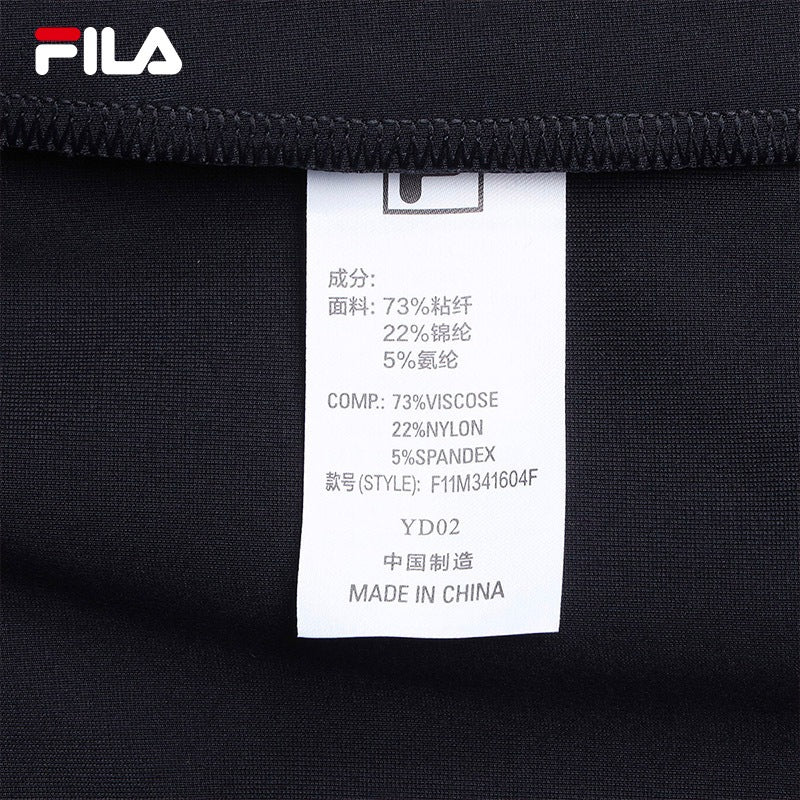 FILA
成分:
面料: 73%粘纤
22%锦纶
5%氨纶
COMP.: 73%VISCOSE
22%NYLON
5%SPANDEX
款号(STYLE): F11M341604F
YD02
中国制造
MADE IN CHINA